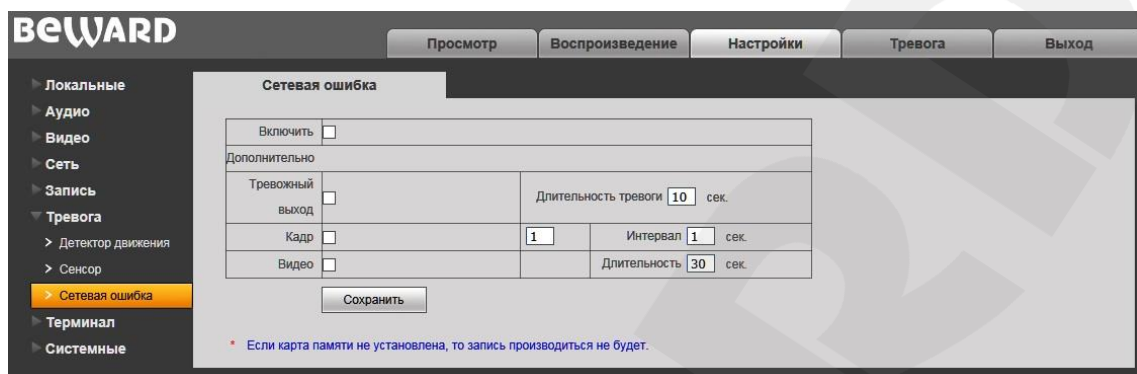 BEWARD
Просмотр Воспроизведение Настройки Тревога Выход
Локальные
Аудио
Видео
Сеть
Запись
Тревога
> Детектор движения
> Сенсор
> Сетевая ошибка
Терминал
Системные
Сетевая ошибка
Включить
Дополнительно
Тревожный выход Длительность тревоги 10 сек.
Кадр 1 Интервал 1 сек.
Видео Длительность 30 сек.
Сохранить
* Если карта памяти не установлена, то запись производиться не будет.